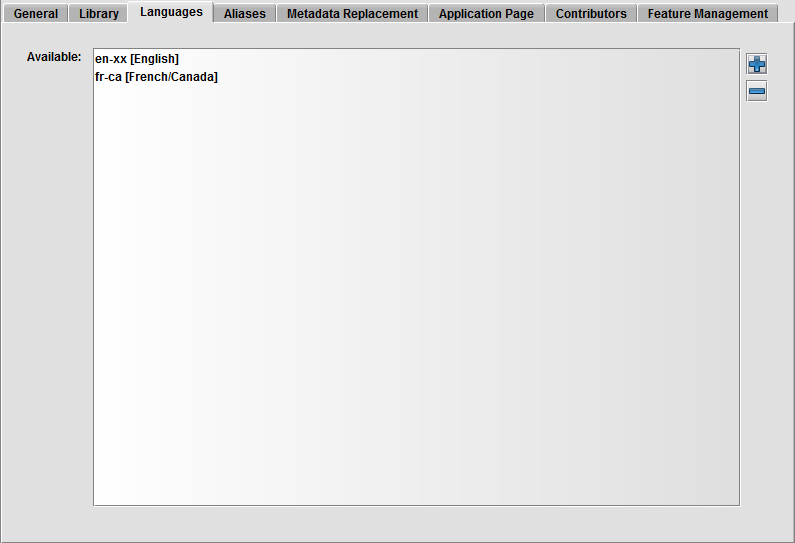 General Library Languages Aliases Metadata Replacement Application Page Contributors Feature Management
Available:
en-xx [English]
fr-ca [French/Canada]